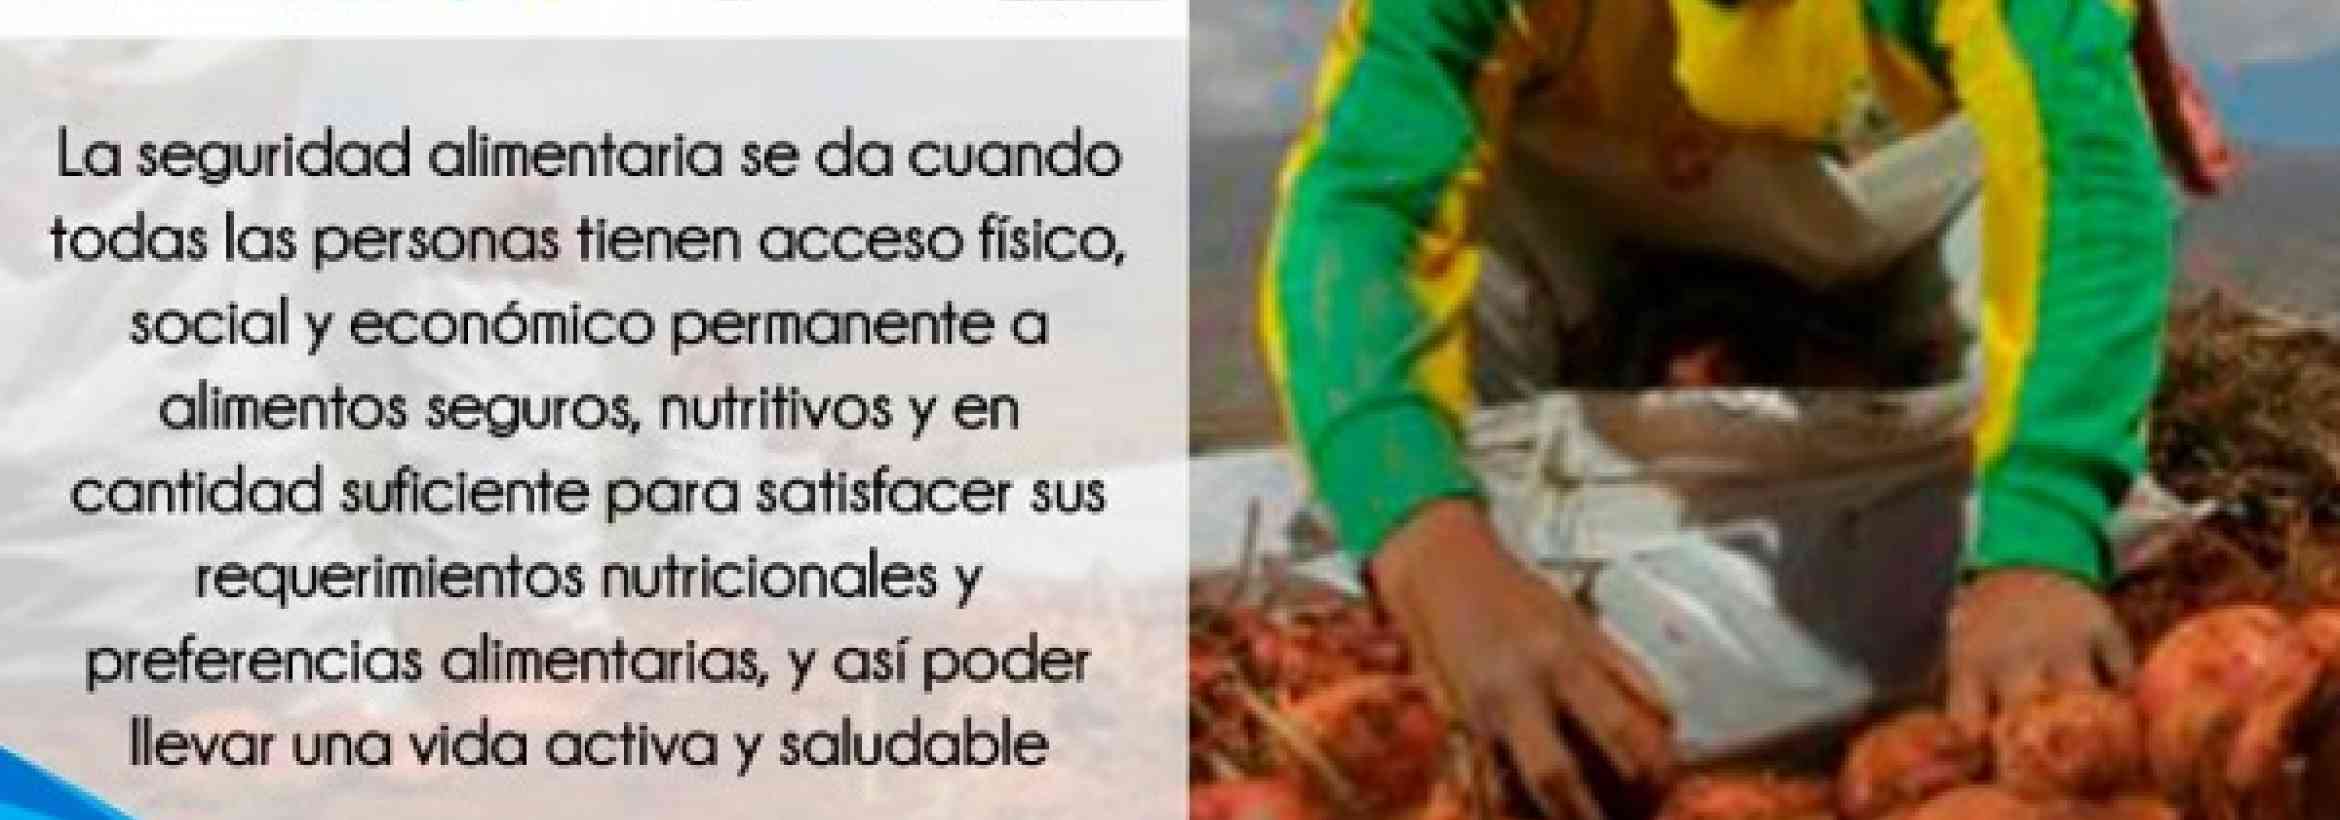 La seguridad alimentaria se da cuando
todas las personas tienen acceso físico,
social y económico permanente a
alimentos seguros, nutritivos y en
cantidad suficiente para satisfacer sus
requerimientos nutricionales y
preferencias alimentarias, y así poder
llevar una vida activa y saludable